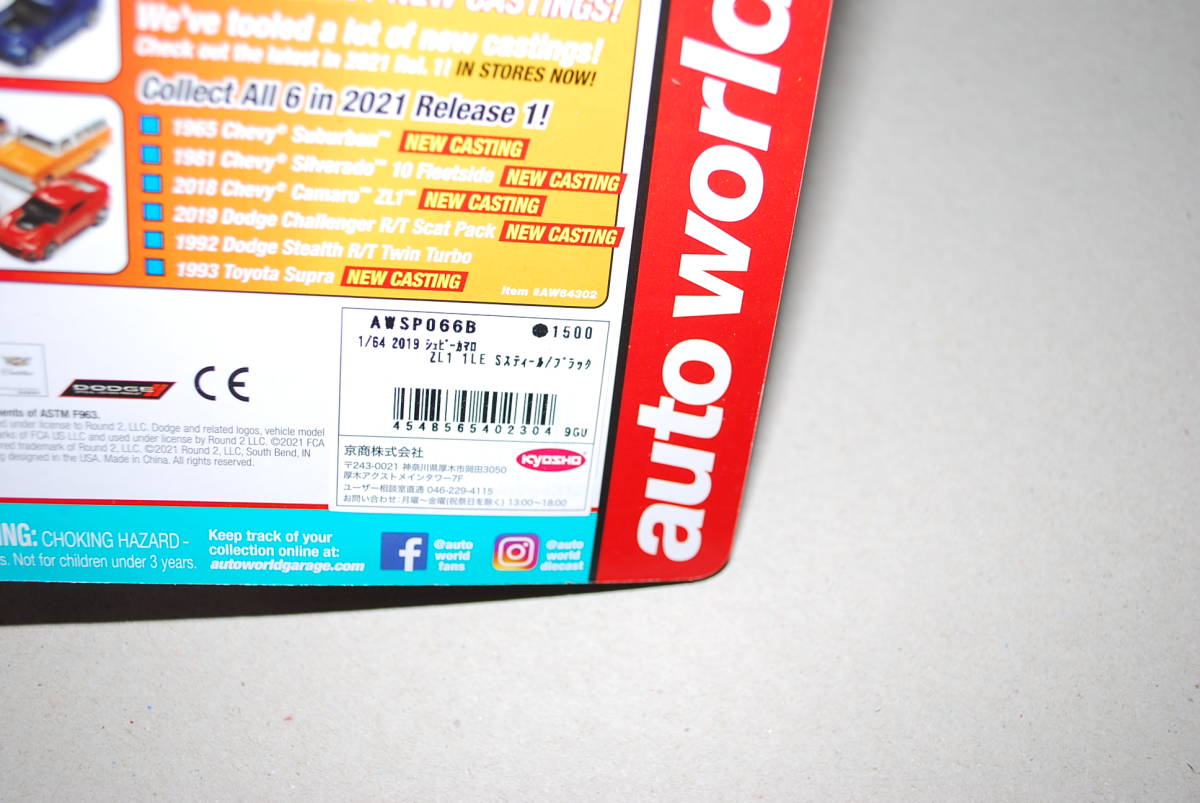 NEW CASTINGS!
We've tooled a lot of new castings!
Check out the latest in 2021 Rel. 1! IN STORES NOW!
Collect All 6 in 2021 Release 1!
1965 Chevy® Suburban™ NEW CASTING
1981 Chevy® Silverado™ 10 Fleetside NEW CASTING
2018 Chevy® Camaro™ ZL1™ NEW CASTING
2019 Dodge Challenger R/T Scat Pack NEW CASTING
1992 Dodge Stealth R/T Twin Turbo
1993 Toyota Supra NEW CASTING
Item #AW64302
AWSP066B ●1500
1/64 2019 ｼｪﾋﾞｰｶﾏﾛ
ZL1 1LE Sｽﾃｨｰﾙ/ﾌﾞﾗｯｸ
4548565402304 9GU
京商株式会社
KYOSHO
〒243-0021 神奈川県厚木市岡田3050
厚木アクストメインタワー7F
ユーザー相談室直通 046-229-4115
お問い合わせ:月曜〜金曜(祝祭日を除く) 13:00〜18:00
DODGE
CE
of ASTM F963.
under license to Round 2, LLC. Dodge and related logos, vehicle model
of FCA US LLC and used under license by Round 2 LLC. ©2021 FCA
trademark of Round 2, LLC. ©2021 Round 2, LLC, South Bend, IN
designed in the USA. Made in China. All rights reserved.
CHOKING HAZARD -
Not for children under 3 years.
Keep track of your
collection online at:
autoworldgarage.com
@auto
world
fans
@auto
world
diecast
auto world